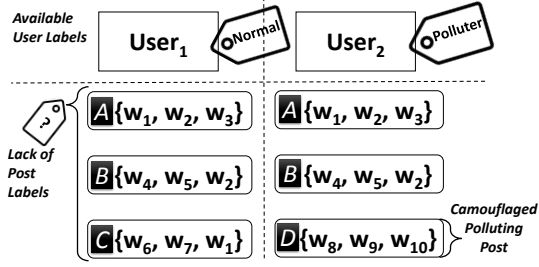 Available
User Labels
User1
Normal
User2
Polluter
?
Lack of
Post
Labels
A {w1, w2, w3}
A {w1, w2, w3}
B {w4, w5, w2}
B {w4, w5, w2}
C {w6, w7, w1}
D {w8, w9, w10}
Camouflaged
Polluting
Post